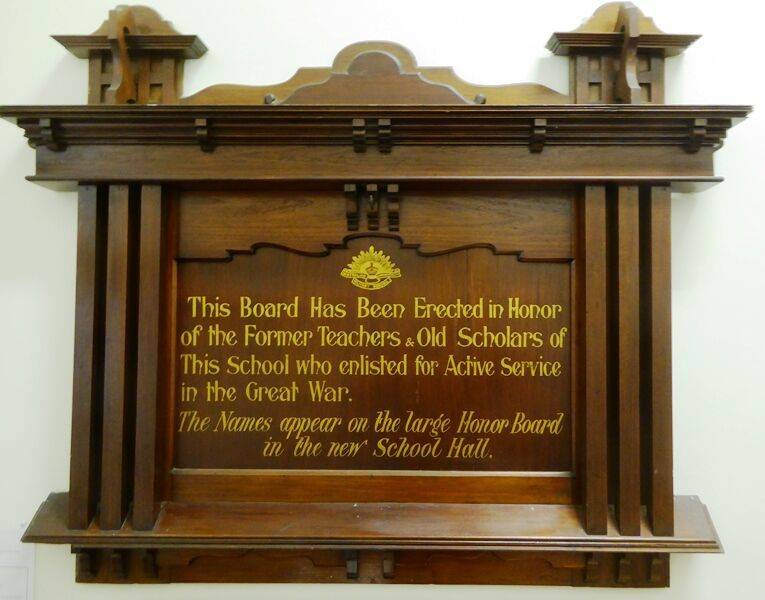 This Board Has Been Erected in Honor
of the Former Teachers & Old Scholars of
This School who enlisted for Active Service
in the Great War.
The Names appear on the large Honor Board
in the new School Hall.